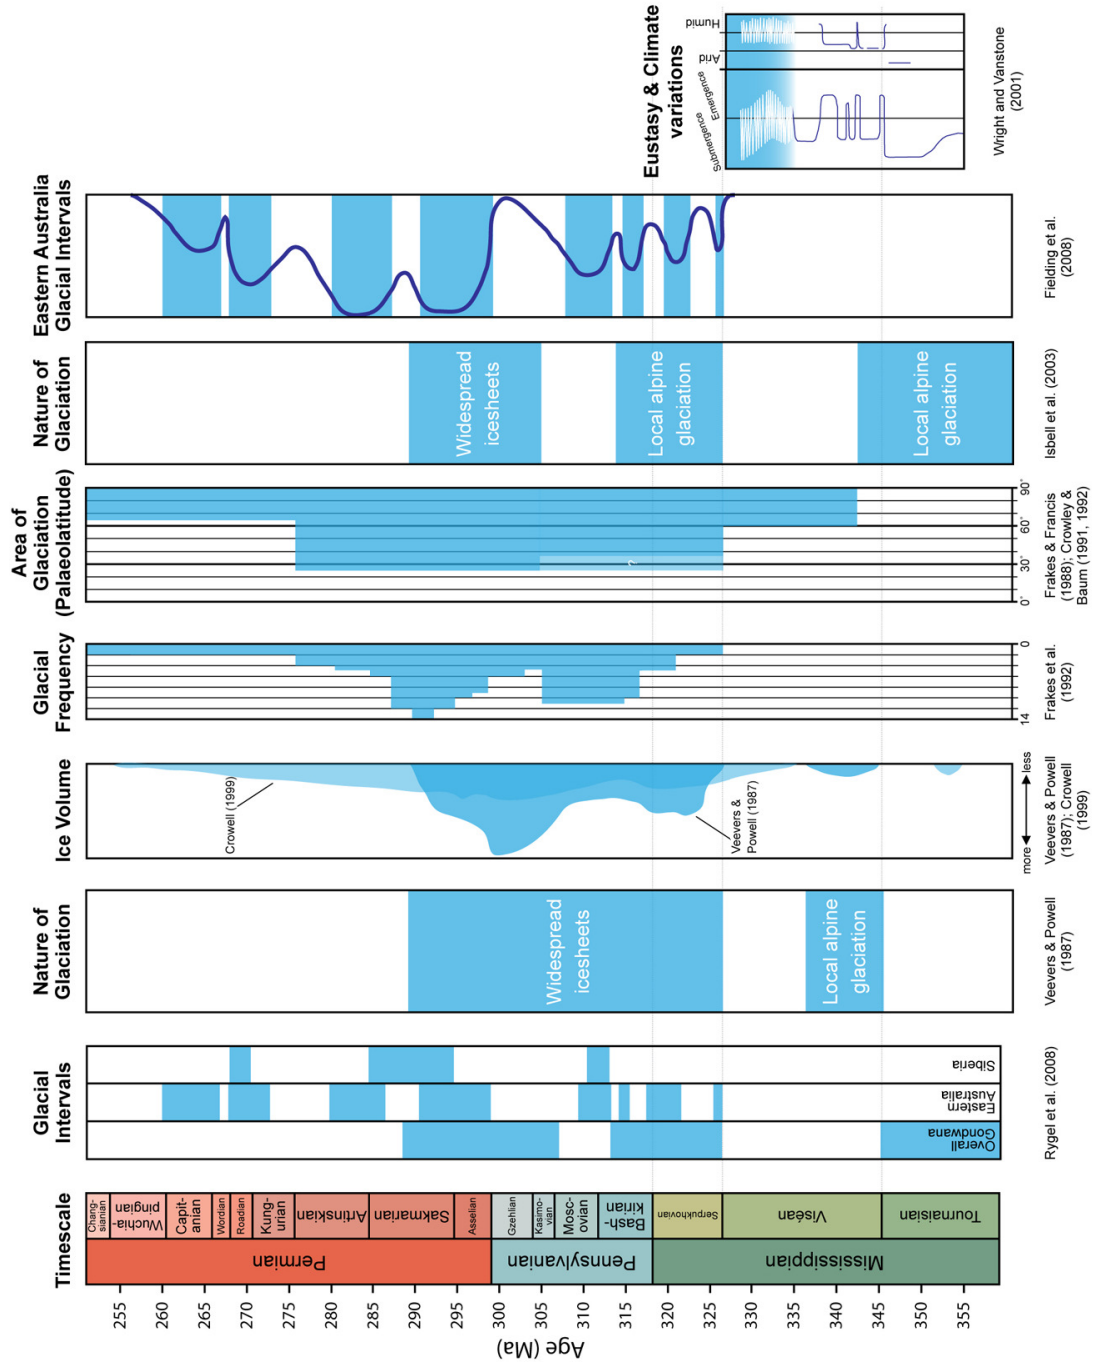 Timescale
Age (Ma)
255
260
265
270
275
280
285
290
295
300
305
310
315
320
325
330
335
340
345
350
355
Permian
Pennsylvanian
Mississippian
Chang-
sianian
Wuchia-
pingian
Capit-
anian
Wordian
Roadian
Kung-
urian
Artinskian
Sakmarian
Asselian
Gzehlian
Kasimo-
vian
Mosc-
ovian
Bash-
kirian
Serpukhovian
Viséan
Tournaisian
Glacial
Intervals
Overall
Gondwana
Eastern
Australia
Siberia
Rygel et al. (2008)
Nature of
Glaciation
Widespread
icesheets
Local alpine
glaciation
Veevers & Powell
(1987)
Ice Volume
Crowell (1999)
Veevers &
Powell (1987)
more
less
Veevers & Powell
(1987); Crowell
(1999)
Glacial
Frequency
14
0
Frakes et al.
(1992)
Area of
Glaciation
(Palaeolatitude)
?
0°
30°
60°
90°
Frakes & Francis
(1988); Crowley &
Baum (1991, 1992)
Nature of
Glaciation
Widespread
icesheets
Local alpine
glaciation
Local alpine
glaciation
Isbell et al. (2003)
Eastern Australia
Glacial Intervals
Fielding et al.
(2008)
Eustasy & Climate
variations
Submergence
Emergence
Arid
Humid
Wright and Vanstone
(2001)